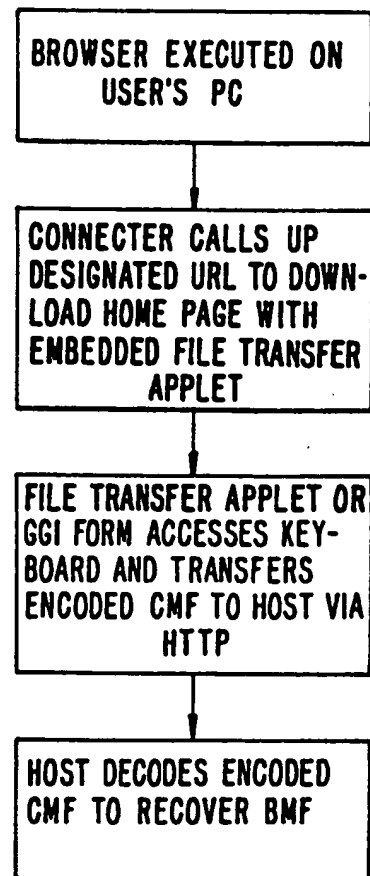 BROWSER EXECUTED ON
USER'S PC
CONNECTER CALLS UP
DESIGNATED URL TO DOWN-
LOAD HOME PAGE WITH
EMBEDDED FILE TRANSFER
APPLET
FILE TRANSFER APPLET OR
GGI FORM ACCESSES KEY-
BOARD AND TRANSFERS
ENCODED CMF TO HOST VIA
HTTP
HOST DECODES ENCODED
CMF TO RECOVER BMF